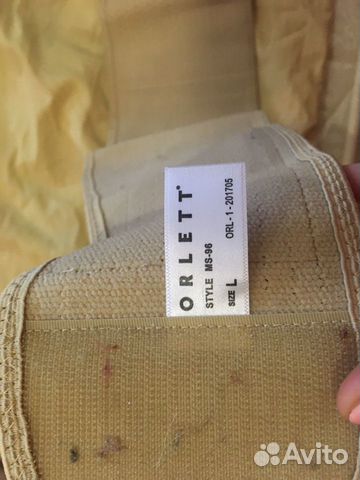 ORLETT®
STYLE MS-96
ORL-1-201705
SIZE L
Avito